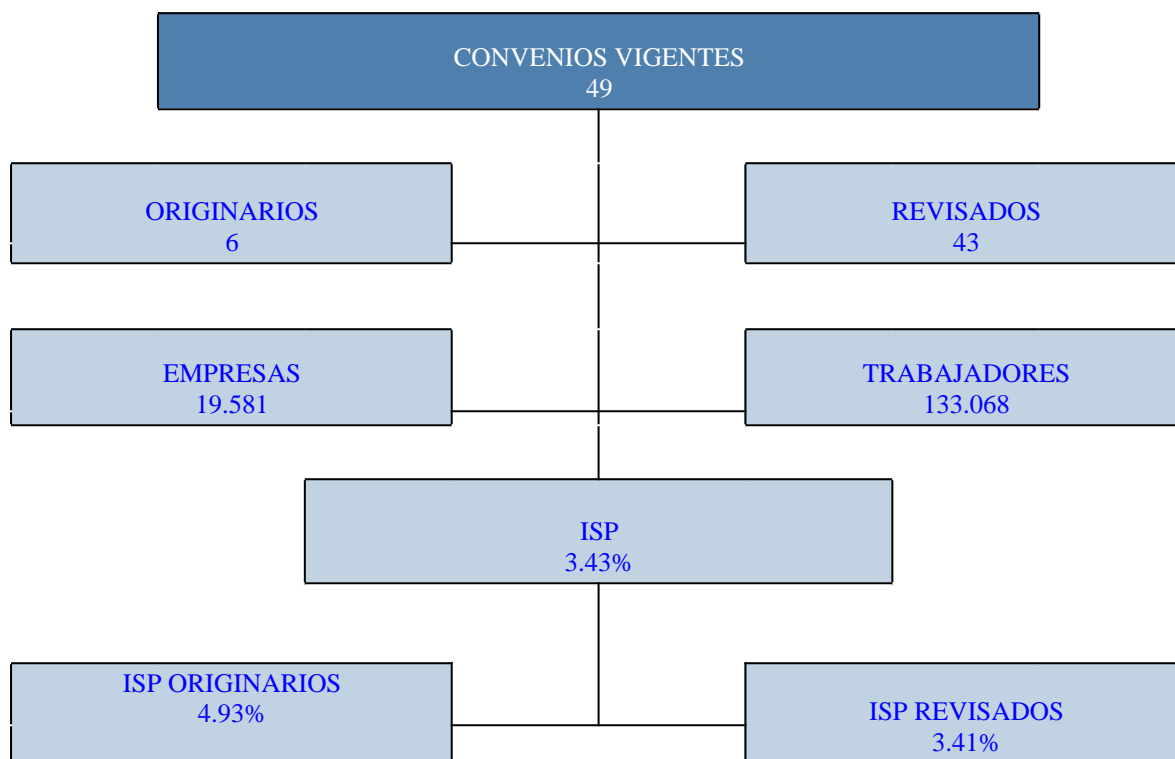 CONVENIOS VIGENTES
49
ORIGINARIOS
6
REVISADOS
43
EMPRESAS
19.581
TRABAJADORES
133.068
ISP
3.43%
ISP ORIGINARIOS
4.93%
ISP REVISADOS
3.41%